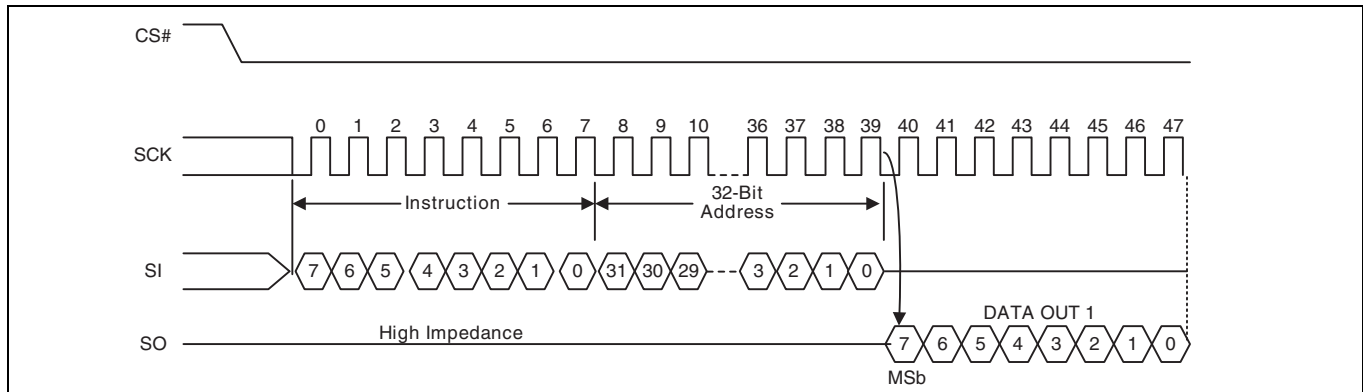 CS#
0 1 2 3 4 5 6 7 8 9 10 36 37 38 39 40 41 42 43 44 45 46 47
SCK
Instruction
32-Bit
Address
SI
7 6 5 4 3 2 1 0 31 30 29 3 2 1 0
High Impedance
DATA OUT 1
SO
7 6 5 4 3 2 1 0
MSb